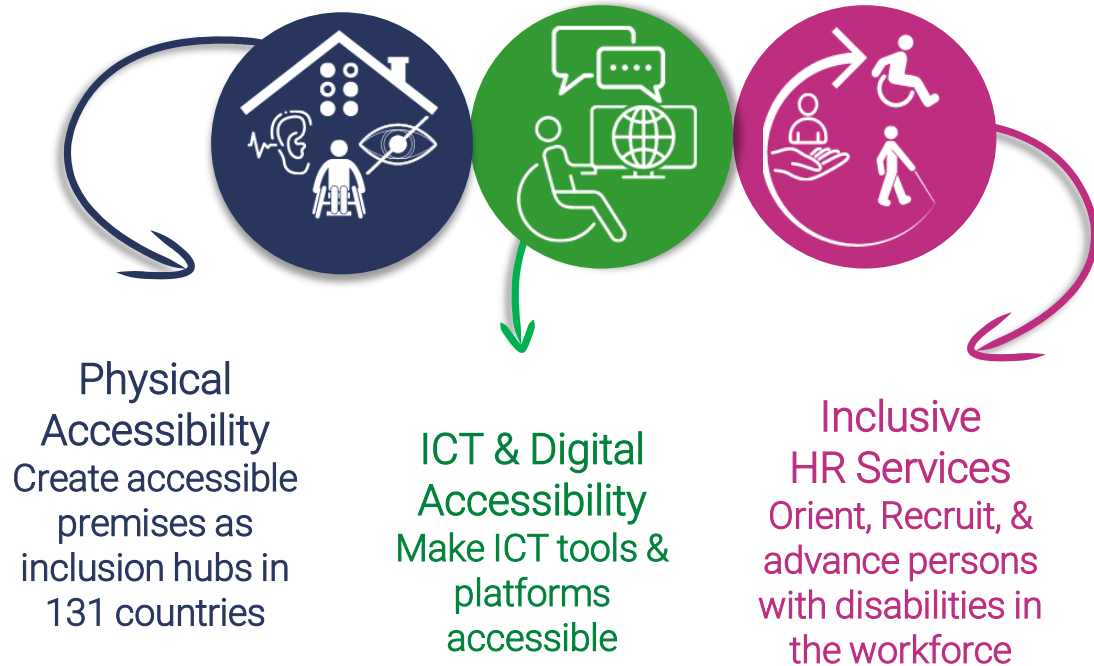 Physical
Accessibility
Create accessible
premises as
inclusion hubs in
131 countries
ICT & Digital
Accessibility
Make ICT tools &
platforms
accessible
Inclusive
HR Services
Orient, Recruit, &
advance persons
with disabilities in
the workforce